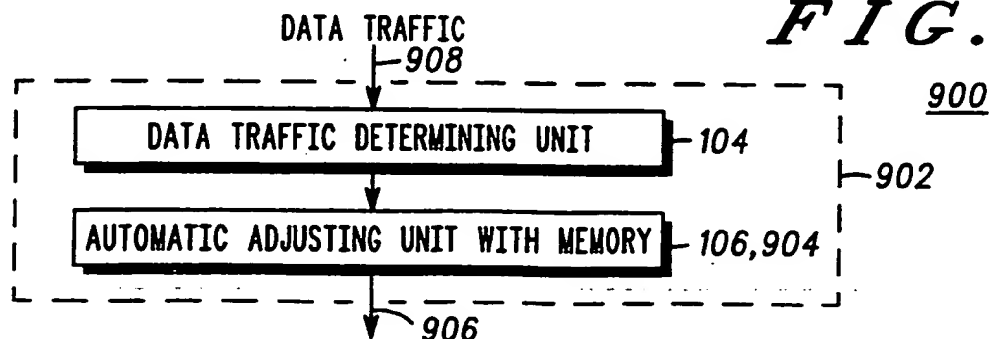 DATA TRAFFIC
FIG.
908
900
DATA TRAFFIC DETERMINING UNIT
104
902
AUTOMATIC ADJUSTING UNIT WITH MEMORY
106,904
906